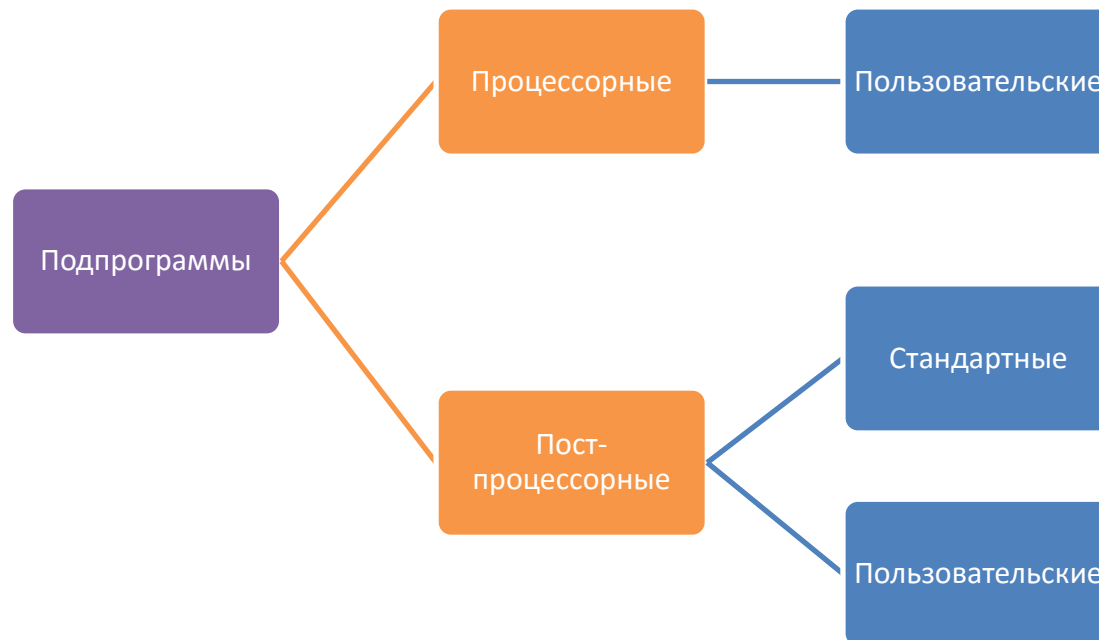 Процессорные
Пользовательские
Подпрограммы
Стандартные
Пост-
процессорные
Пользовательские